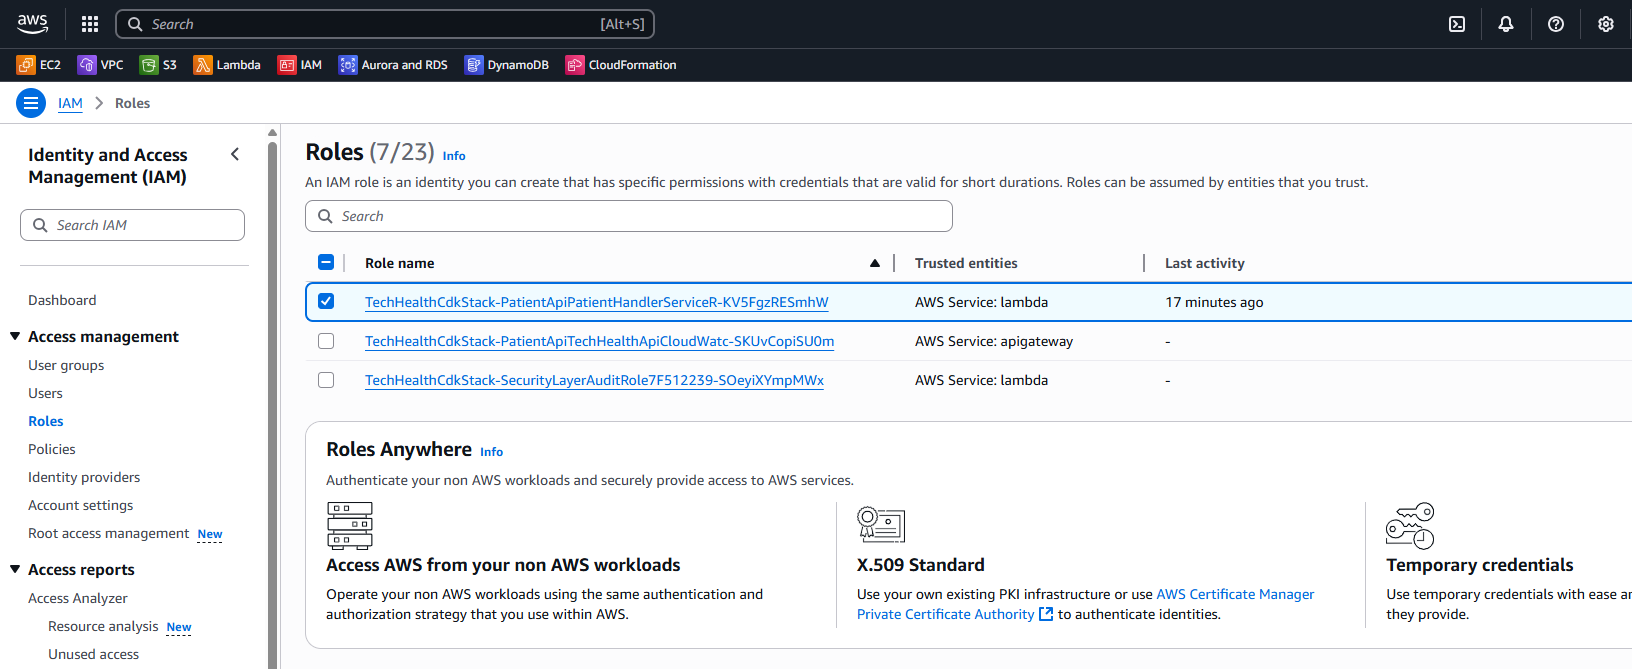 aws
Search [Alt+S]
EC2 VPC S3 Lambda IAM Aurora and RDS DynamoDB CloudFormation
IAM Roles
Identity and Access
Management (IAM)
Search IAM
Dashboard
Access management
User groups
Users
Roles
Policies
Identity providers
Account settings
Root access management New
Access reports
Access Analyzer
Resource analysis New
Unused access
Roles (7/23) Info
An IAM role is an identity you can create that has specific permissions with credentials that are valid for short durations. Roles can be assumed by entities that you trust.
Search
Role name Trusted entities Last activity
TechHealthCdkStack-PatientApiPatientHandlerServiceR-KV5FgzRESmhW AWS Service: lambda 17 minutes ago
TechHealthCdkStack-PatientApiTechHealthApiCloudWatc-SKUvCopiSU0m AWS Service: apigateway -
TechHealthCdkStack-SecurityLayerAuditRole7F512239-SOeyiXYmpMWx AWS Service: lambda -
Roles Anywhere Info
Authenticate your non AWS workloads and securely provide access to AWS services.
Access AWS from your non AWS workloads
Operate your non AWS workloads using the same authentication and
authorization strategy that you use within AWS.
X.509 Standard
Use your own existing PKI infrastructure or use AWS Certificate Manager
Private Certificate Authority to authenticate identities.
Temporary credentials
Use temporary credentials with ease
they provide.